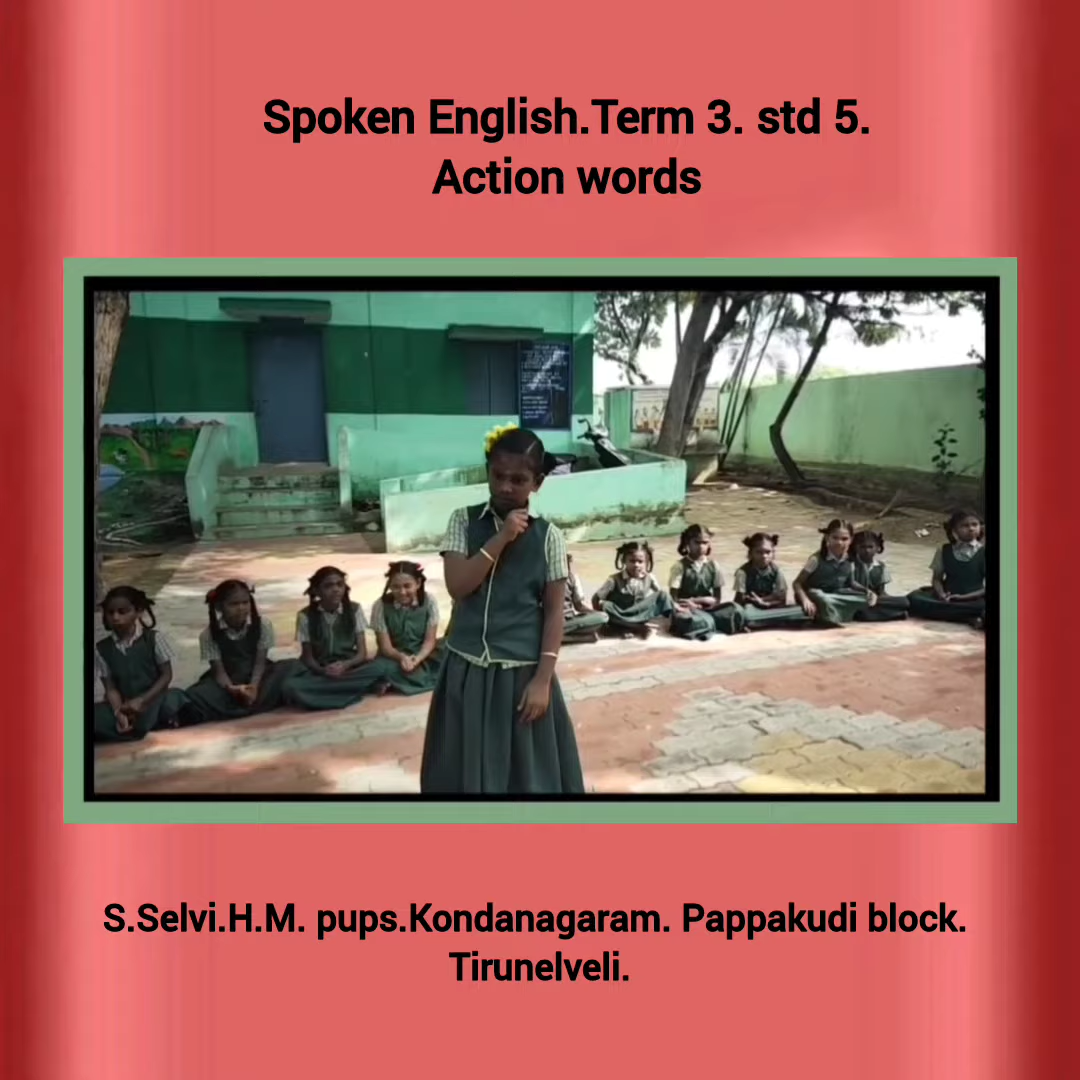 Spoken English.Term 3. std 5.
Action words
S.Selvi.H.M. pups.Kondanagaram. Pappakudi block.
Tirunelveli.